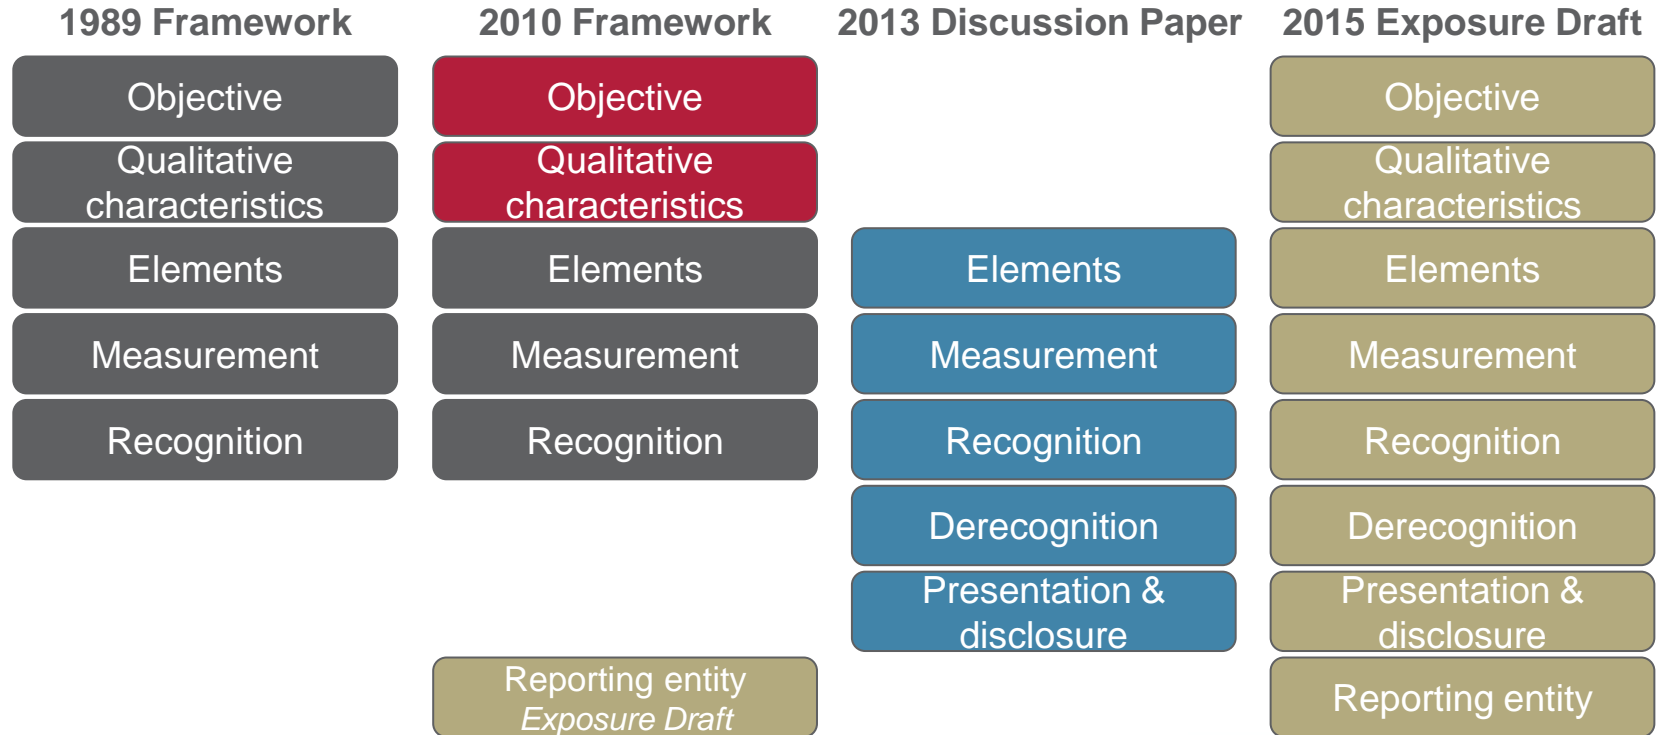 1989 Framework
2010 Framework
2013 Discussion Paper
2015 Exposure Draft
Objective
Objective
Objective
Qualitative
characteristics
Qualitative
characteristics
Qualitative
characteristics
Elements
Elements
Elements
Elements
Measurement
Measurement
Measurement
Measurement
Recognition
Recognition
Recognition
Recognition
Derecognition
Derecognition
Presentation &
disclosure
Presentation &
disclosure
Reporting entity
Exposure Draft
Reporting entity